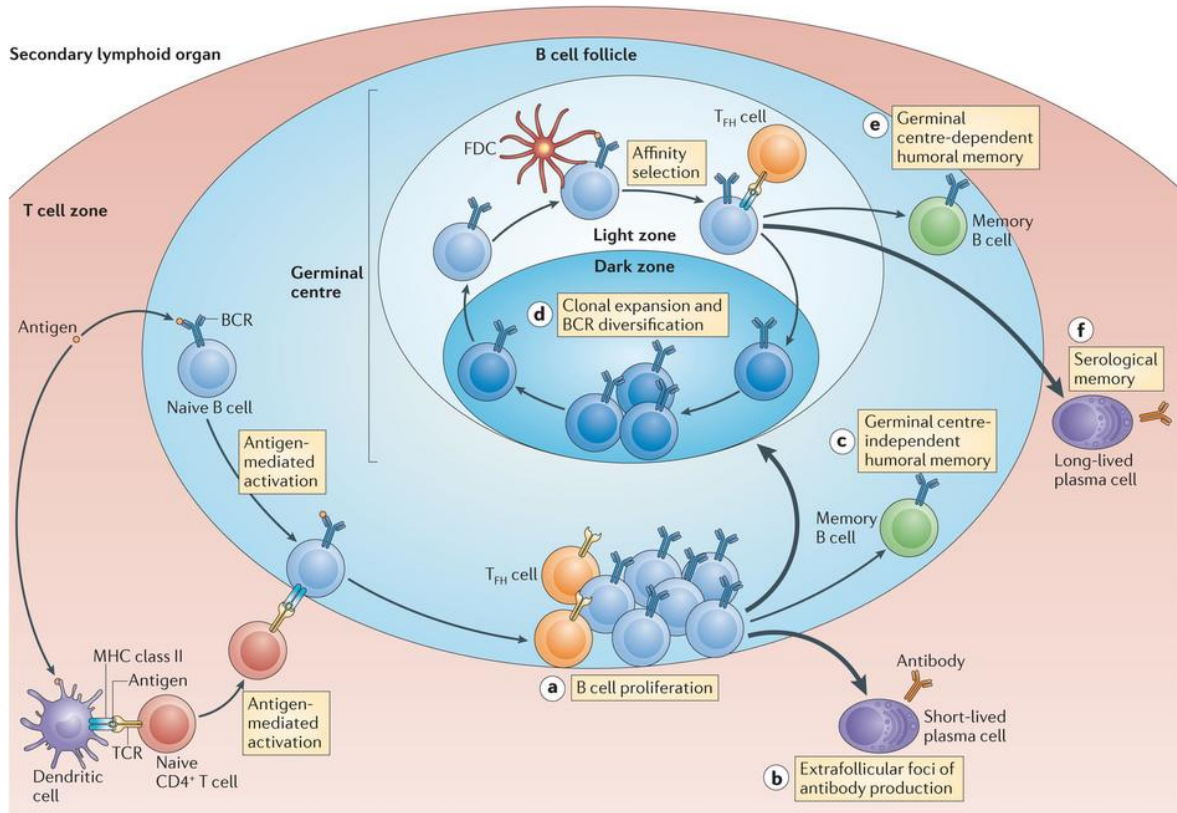 Secondary lymphoid organ
B cell follicle
T cell zone
Germinal
centre
FDC
Affinity
selection
T_FH cell
Light zone
Dark zone
d
Clonal expansion and
BCR diversification
e
Germinal
centre-dependent
humoral memory
Memory
B cell
f
Serological
memory
Long-lived
plasma cell
Antigen
BCR
Naive B cell
Antigen-
mediated
activation
c
Germinal centre-
independent
humoral memory
Memory
B cell
T_FH cell
a
B cell proliferation
MHC class II
Antigen
TCR
Dendritic
cell
Naive
CD4⁺ T cell
Antigen-
mediated
activation
Antibody
Short-lived
plasma cell
b
Extrafollicular foci of
antibody production